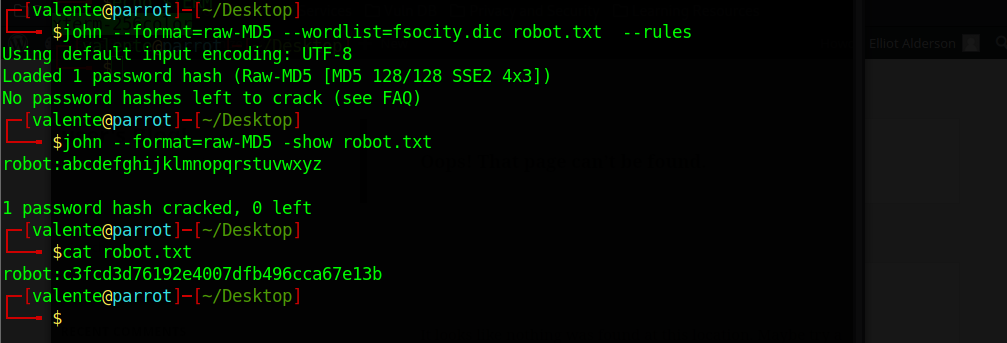 ┌─[valente@parrot]─[~/Desktop]
└──╼ $john --format=raw-MD5 --wordlist=fsocity.dic robot.txt  --rules
Using default input encoding: UTF-8
Loaded 1 password hash (Raw-MD5 [MD5 128/128 SSE2 4x3])
No password hashes left to crack (see FAQ)
┌─[valente@parrot]─[~/Desktop]
└──╼ $john --format=raw-MD5 -show robot.txt
robot:abcdefghijklmnopqrstuvwxyz
1 password hash cracked, 0 left
┌─[valente@parrot]─[~/Desktop]
└──╼ $cat robot.txt
robot:c3fcd3d76192e4007dfb496cca67e13b
┌─[valente@parrot]─[~/Desktop]
└──╼ $
Elliot Alderson